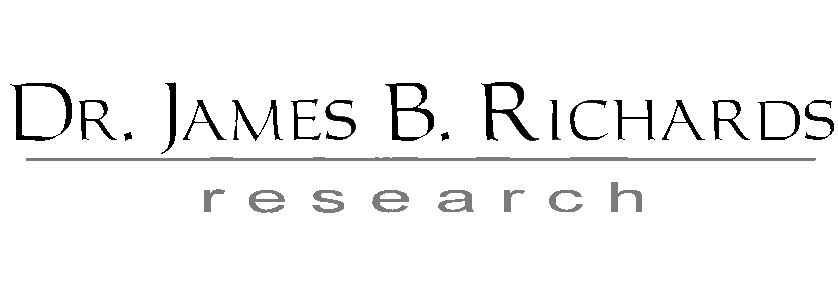 DR. JAMES B. RICHARDS
research